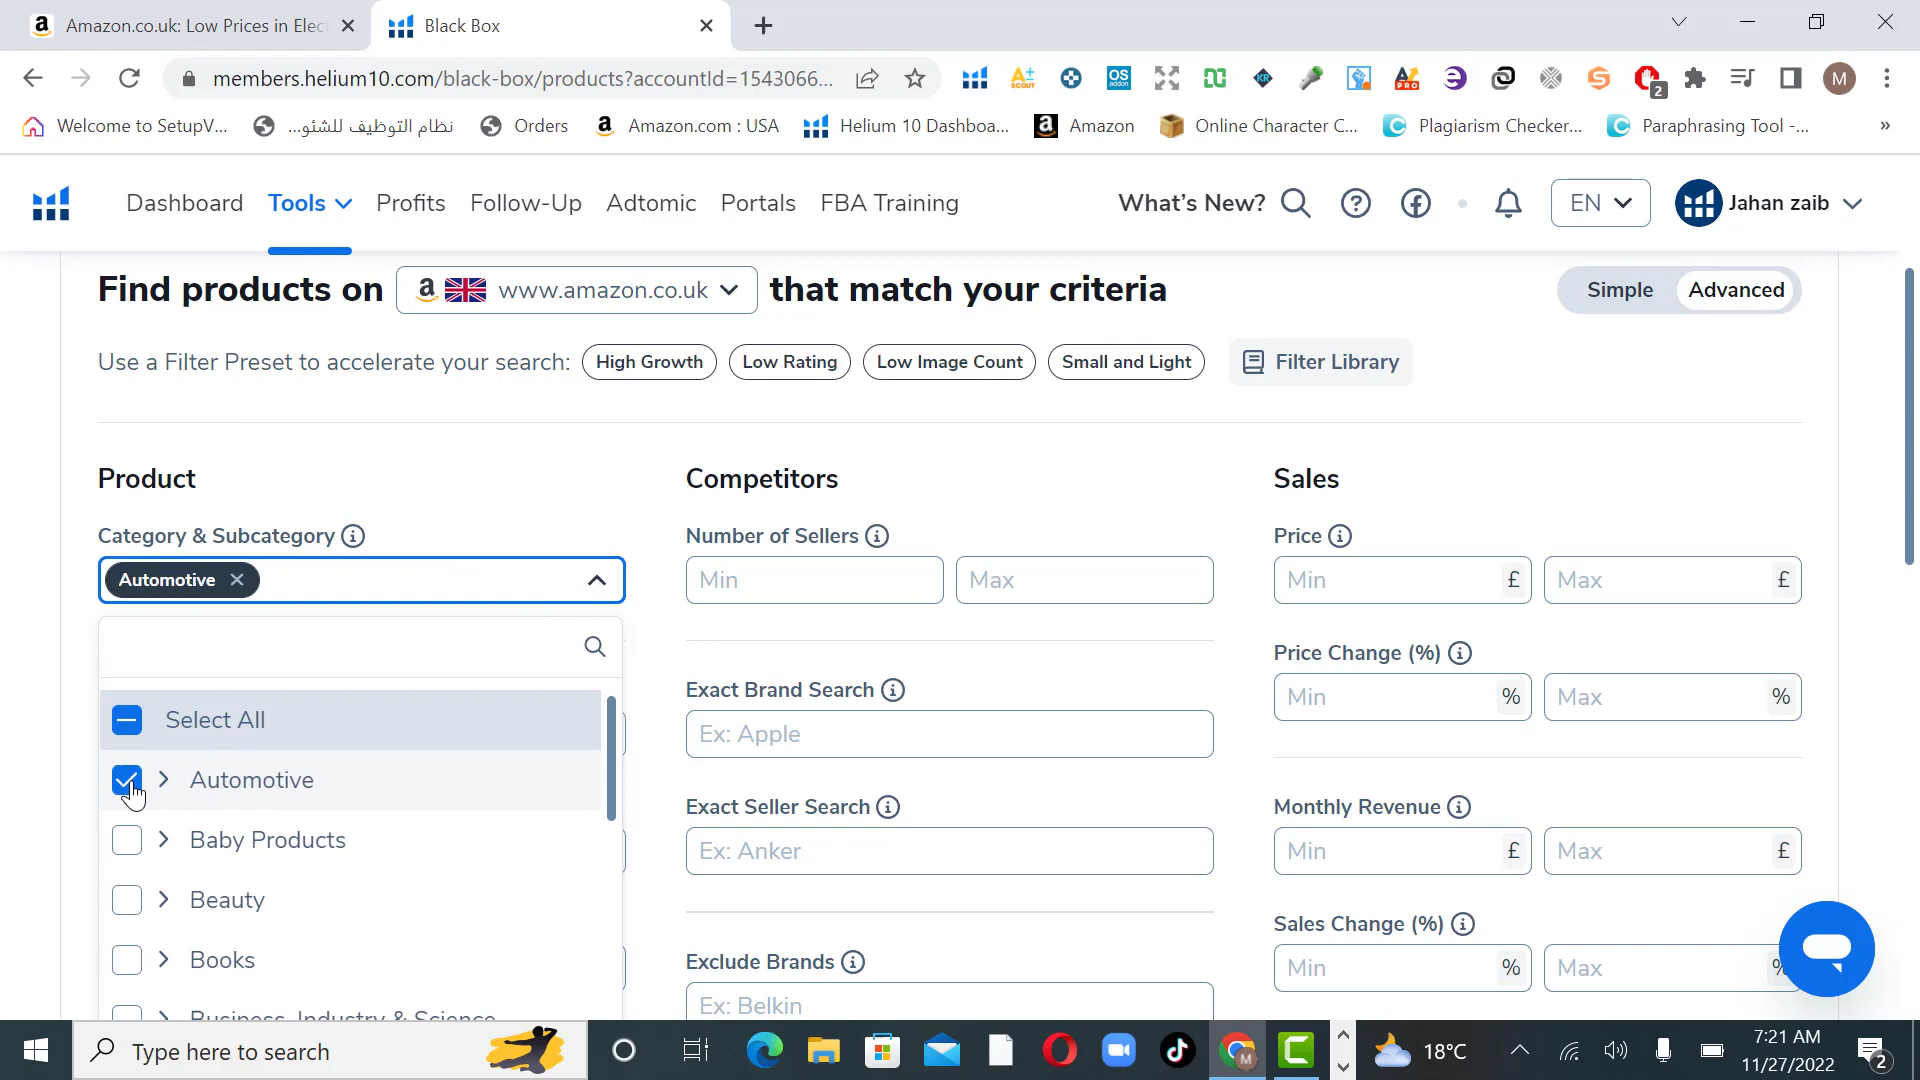 Amazon.co.uk: Low Prices in Elec
Black Box
members.helium10.com/black-box/products?accountId=1543066...
2
M
Welcome to SetupV...
نظام التوظيف للشئو...
Orders
Amazon.com : USA
Helium 10 Dashboa...
Amazon
Online Character C...
Plagiarism Checker...
Paraphrasing Tool -...
»
Dashboard
Tools
Profits
Follow-Up
Adtomic
Portals
FBA Training
What's New?
EN
Jahan zaib
Find products on www.amazon.co.uk that match your criteria
Simple
Advanced
Use a Filter Preset to accelerate your search:
High Growth
Low Rating
Low Image Count
Small and Light
Filter Library
Product
Category & Subcategory
Automotive
Select All
Automotive
Baby Products
Beauty
Books
Business, Industry & Science
Competitors
Number of Sellers
Min
Max
Exact Brand Search
Ex: Apple
Exact Seller Search
Ex: Anker
Exclude Brands
Ex: Belkin
Sales
Price
Min £
Max £
Price Change (%)
Min %
Max %
Monthly Revenue
Min £
Max £
Sales Change (%)
Min %
Max %
Type here to search
18°C
7:21 AM
11/27/2022
2